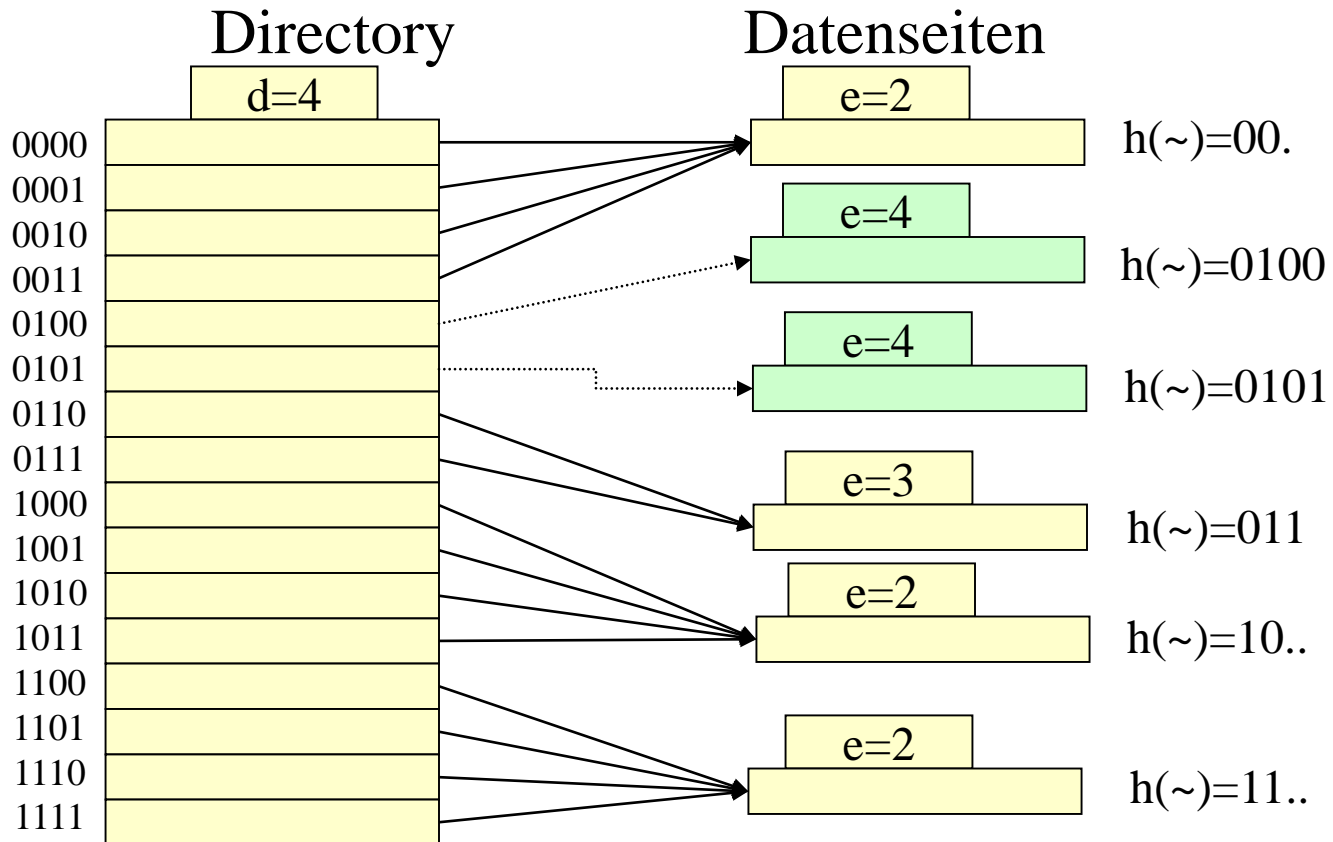 Directory
Datenseiten
d=4
0000
0001
0010
0011
0100
0101
0110
0111
1000
1001
1010
1011
1100
1101
1110
1111
e=2
h(~)=00.
e=4
h(~)=0100
e=4
h(~)=0101
e=3
h(~)=011
e=2
h(~)=10..
e=2
h(~)=11..